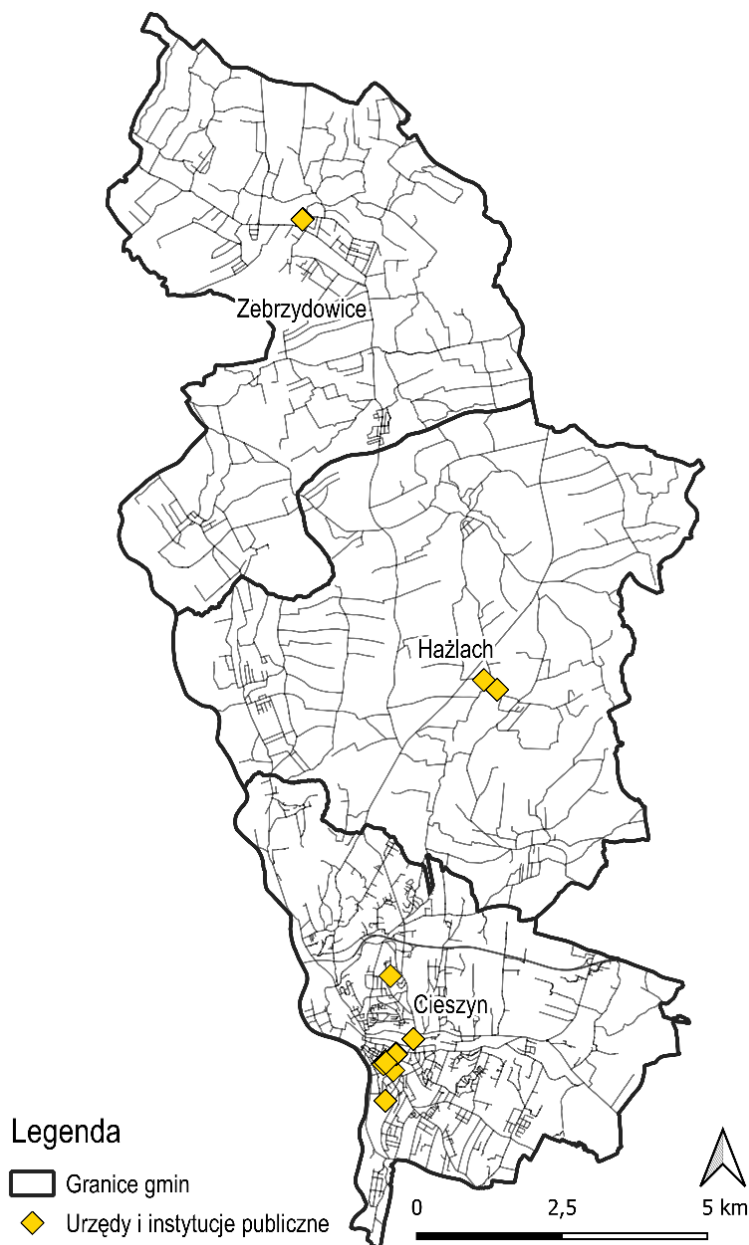 Zebrzydowice
Hażlach
Cieszyn
Legenda
Granice gmin
Urzędy i instytucje publiczne
0 2,5 5 km